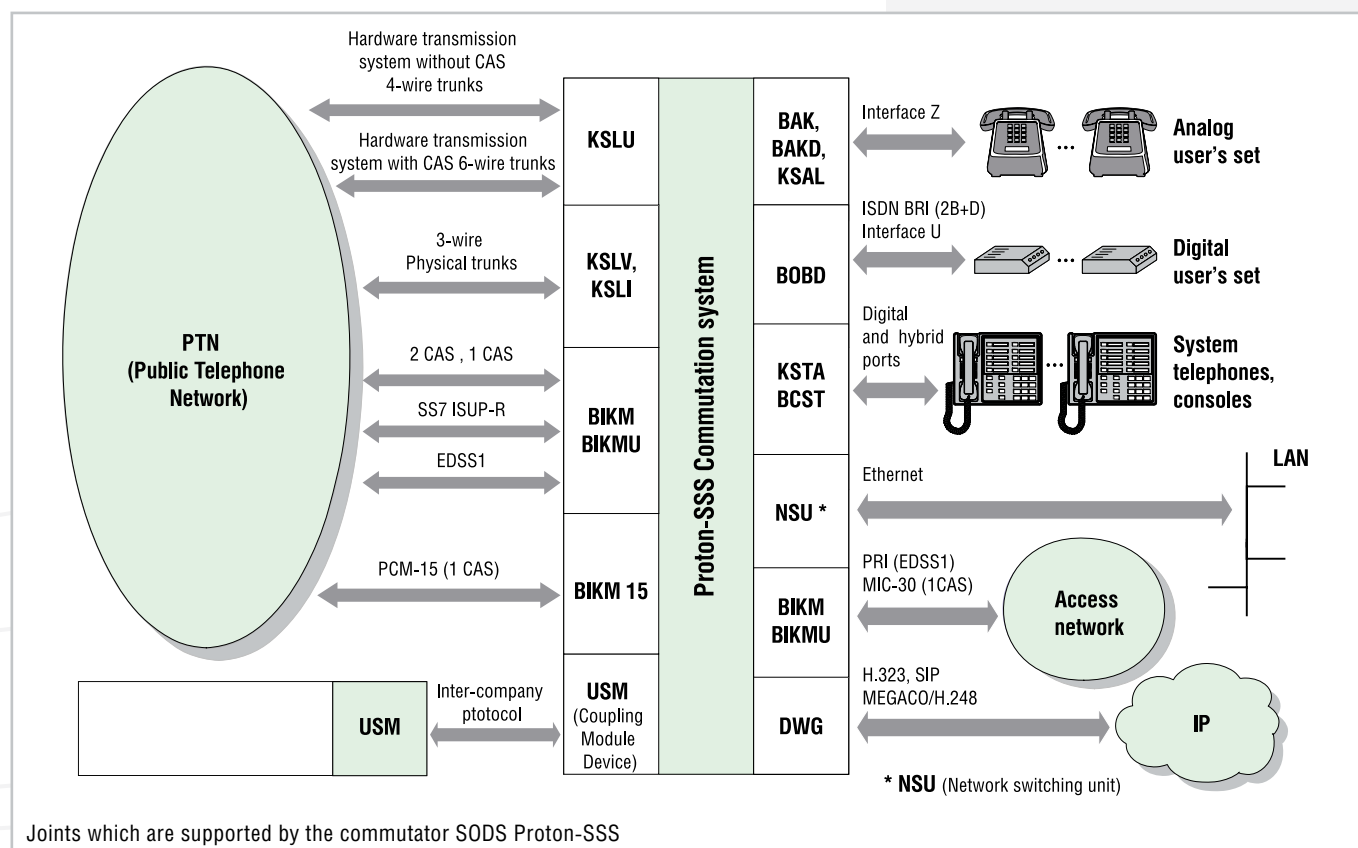 Hardware transmission
system without CAS
4-wire trunks
Hardware transmission
system with CAS 6-wire trunks
3-wire
Physical trunks
2 CAS , 1 CAS
SS7 ISUP-R
EDSS1
PCM-15 (1 CAS)
PTN
(Public Telephone
Network)
USM
Inter-company
ptotocol
KSLU
KSLV,
KSLI
BIKM
BIKMU
BIKM 15
USM
(Coupling
Module
Device)
Proton-SSS Commutation system
BAK,
BAKD,
KSAL
BOBD
KSTA
BCST
NSU *
BIKM
BIKMU
DWG
Interface Z
...
Analog
user's set
ISDN BRI (2B+D)
Interface U
...
Digital
user's set
Digital
and hybrid
ports
...
System
telephones,
consoles
Ethernet
LAN
PRI (EDSS1)
MIC-30 (1CAS)
Access
network
H.323, SIP
MEGACO/H.248
IP
* NSU (Network switching unit)
Joints which are supported by the commutator SODS Proton-SSS